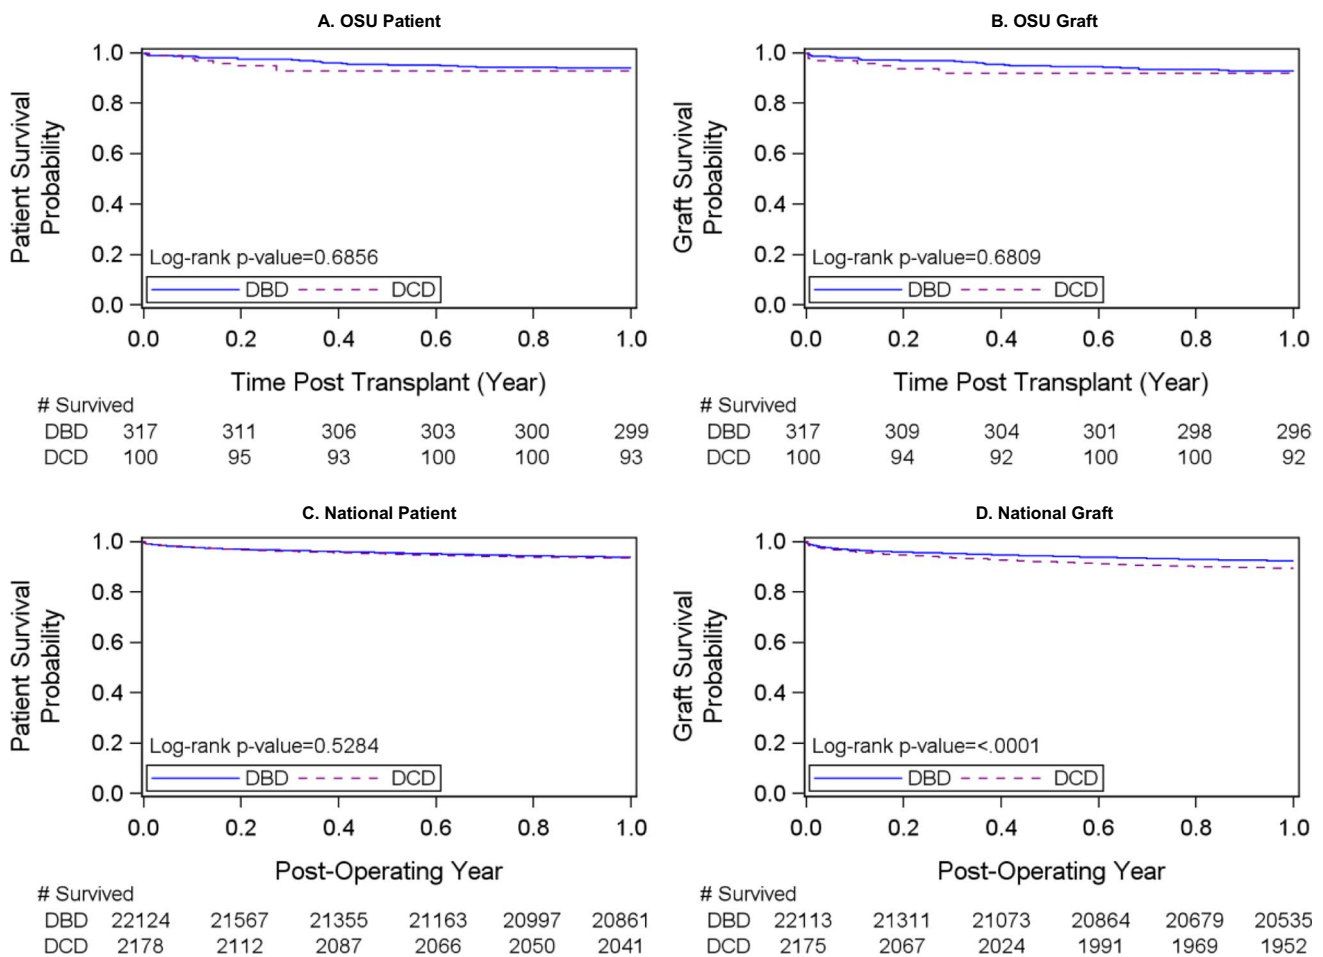 A. OSU Patient
Patient Survival
Probability
1.0
0.8
0.6
0.4
0.2
0.0
Log-rank p-value=0.6856
DBD DCD
0.0 0.2 0.4 0.6 0.8 1.0
Time Post Transplant (Year)
# Survived
DBD 317 311 306 303 300 299
DCD 100 95 93 100 100 93
B. OSU Graft
Graft Survival
Probability
1.0
0.8
0.6
0.4
0.2
0.0
Log-rank p-value=0.6809
DBD DCD
0.0 0.2 0.4 0.6 0.8 1.0
Time Post Transplant (Year)
# Survived
DBD 317 309 304 301 298 296
DCD 100 94 92 100 100 92
C. National Patient
Patient Survival
Probability
1.0
0.8
0.6
0.4
0.2
0.0
Log-rank p-value=0.5284
DBD DCD
0.0 0.2 0.4 0.6 0.8 1.0
Post-Operating Year
# Survived
DBD 22124 21567 21355 21163 20997 20861
DCD 2178 2112 2087 2066 2050 2041
D. National Graft
Graft Survival
Probability
1.0
0.8
0.6
0.4
0.2
0.0
Log-rank p-value=<.0001
DBD DCD
0.0 0.2 0.4 0.6 0.8 1.0
Post-Operating Year
# Survived
DBD 22113 21311 21073 20864 20679 20535
DCD 2175 2067 2024 1991 1969 1952